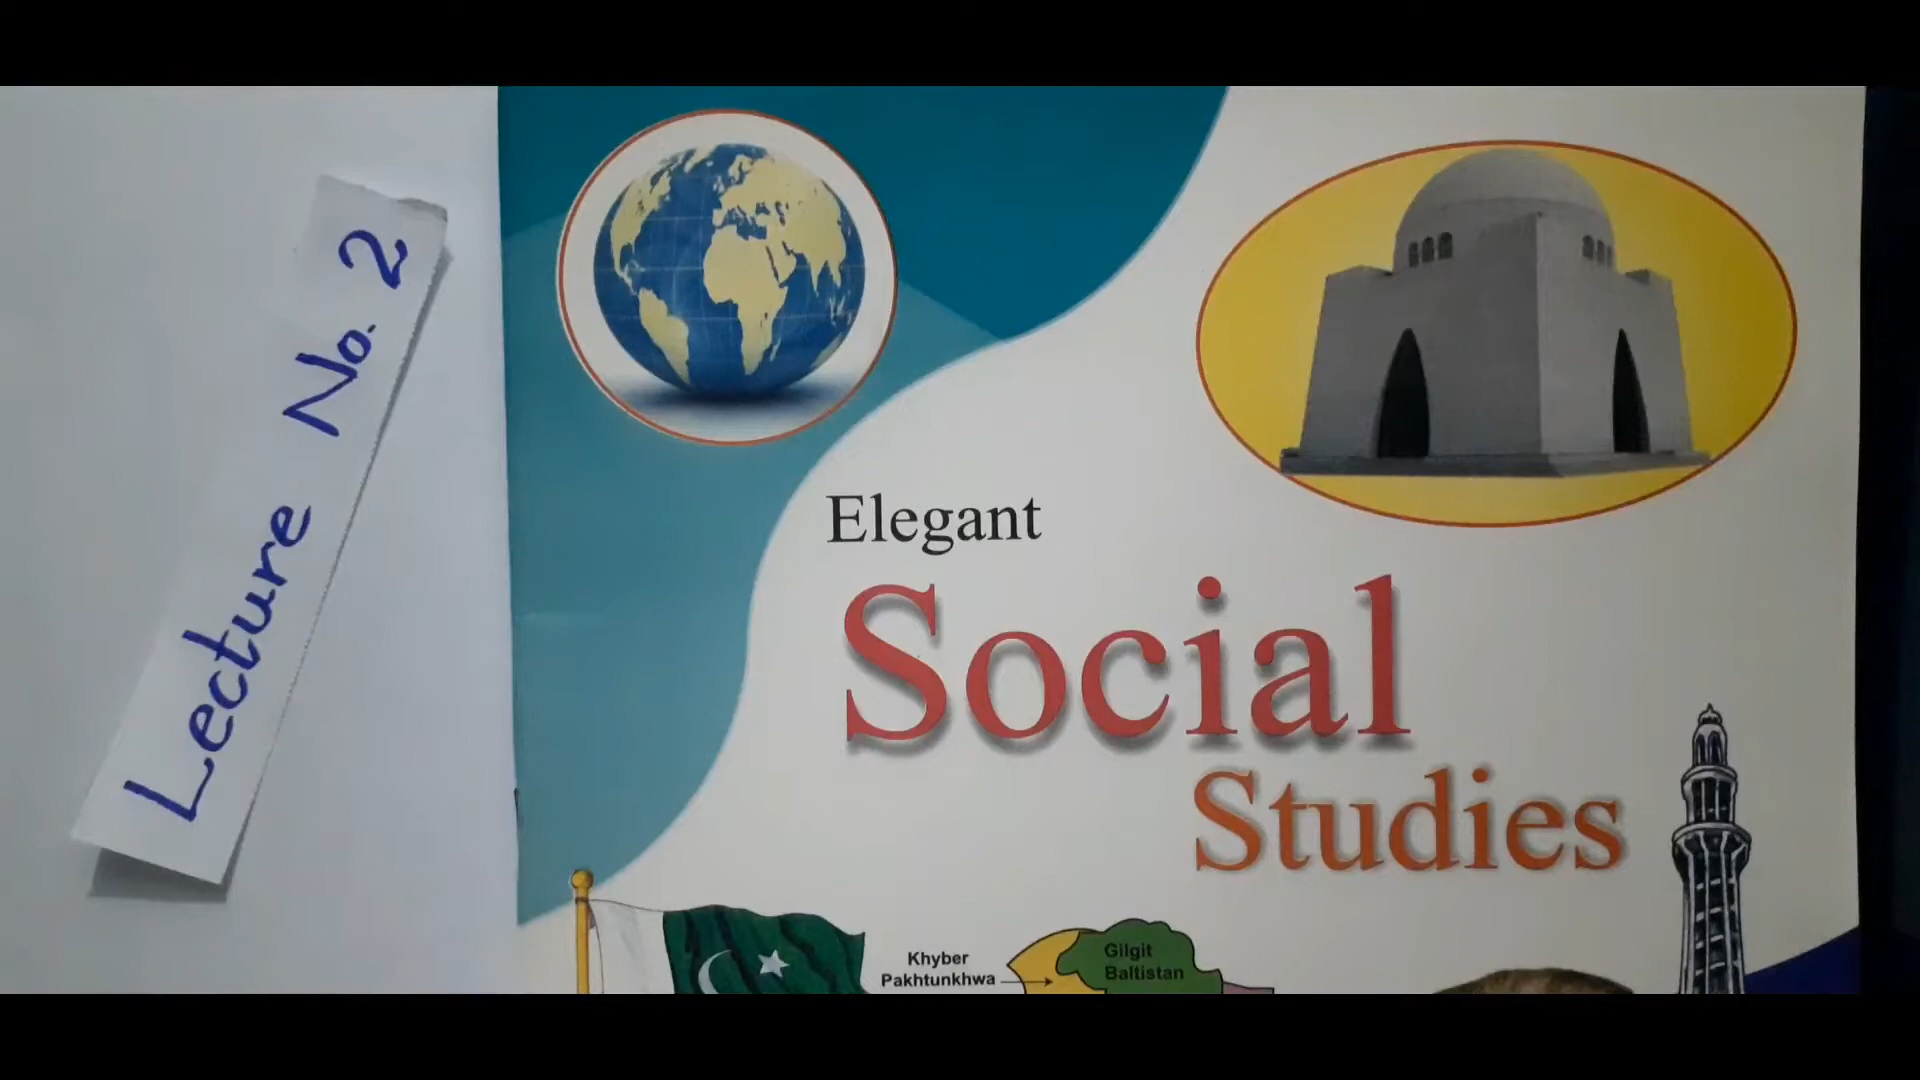 Lecture No. 2
Elegant
Social
Studies
Khyber
Pakhtunkhwa
Gilgit
Baltistan